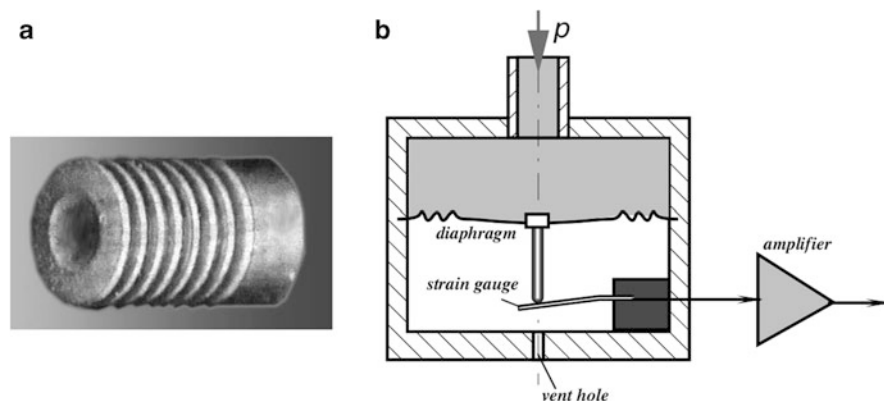 a
b
p
diaphragm
amplifier
strain gauge
vent hole